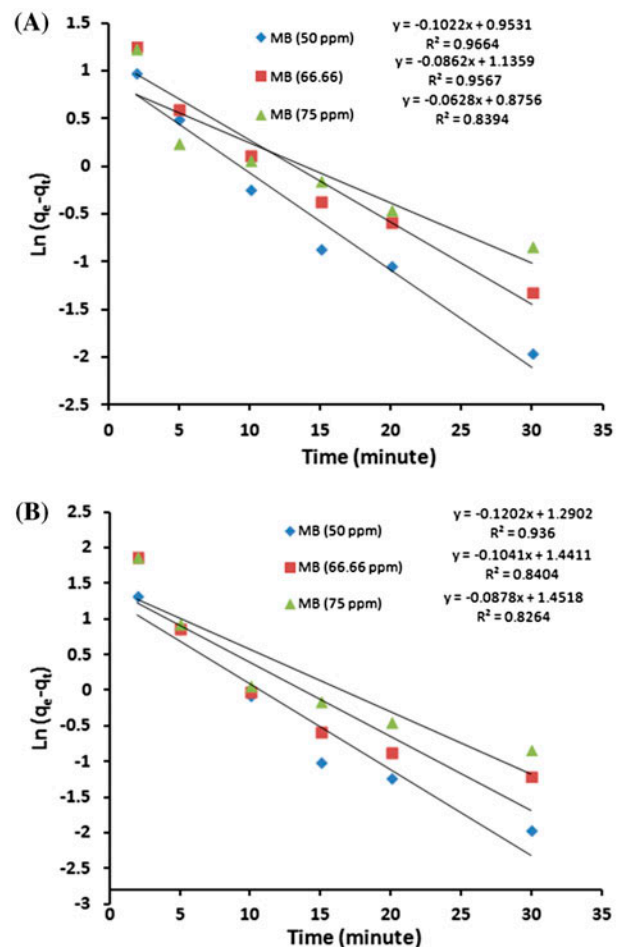 (A)
1.5
1
0.5
0
-0.5
-1
-1.5
-2
-2.5
Ln (qe-qt)
MB (50 ppm)
MB (66.66)
MB (75 ppm)
y = -0.1022x + 0.9531
R² = 0.9664
y = -0.0862x + 1.1359
R² = 0.9567
y = -0.0628x + 0.8756
R² = 0.8394
0 5 10 15 20 25 30 35
Time (minute)
(B)
2.5
2
1.5
1
0.5
0
-0.5
-1
-1.5
-2
-2.5
-3
Ln (qe-qt)
MB (50 ppm)
MB (66.66 ppm)
MB (75 ppm)
y = -0.1202x + 1.2902
R² = 0.936
y = -0.1041x + 1.4411
R² = 0.8404
y = -0.0878x + 1.4518
R² = 0.8264
0 5 10 15 20 25 30 35
Time (minute)